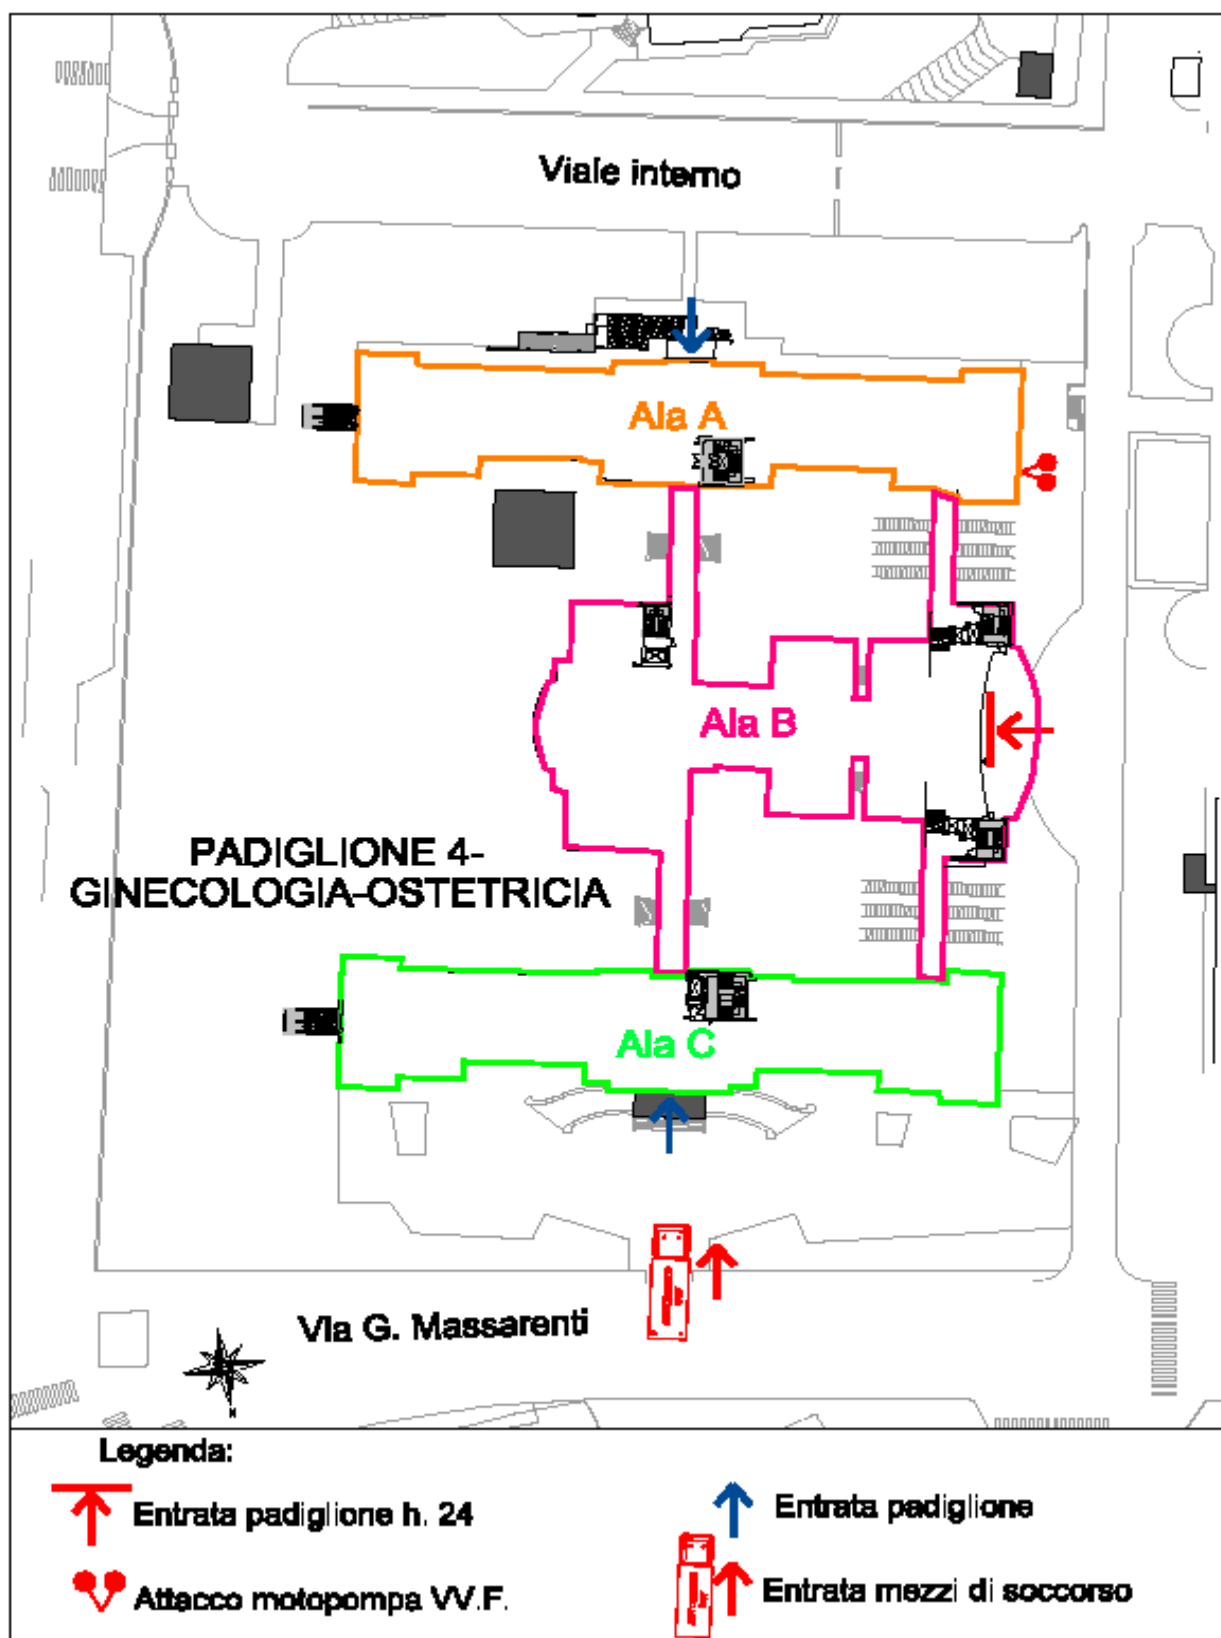 Viale interno
Ala A
Ala B
PADIGLIONE 4-
GINECOLOGIA-OSTETRICIA
Ala C
Via G. Massarenti
N
Legenda:
Entrata padiglione h. 24
Entrata padiglione
Attacco motopompa VV.F.
Entrata mezzi di soccorso